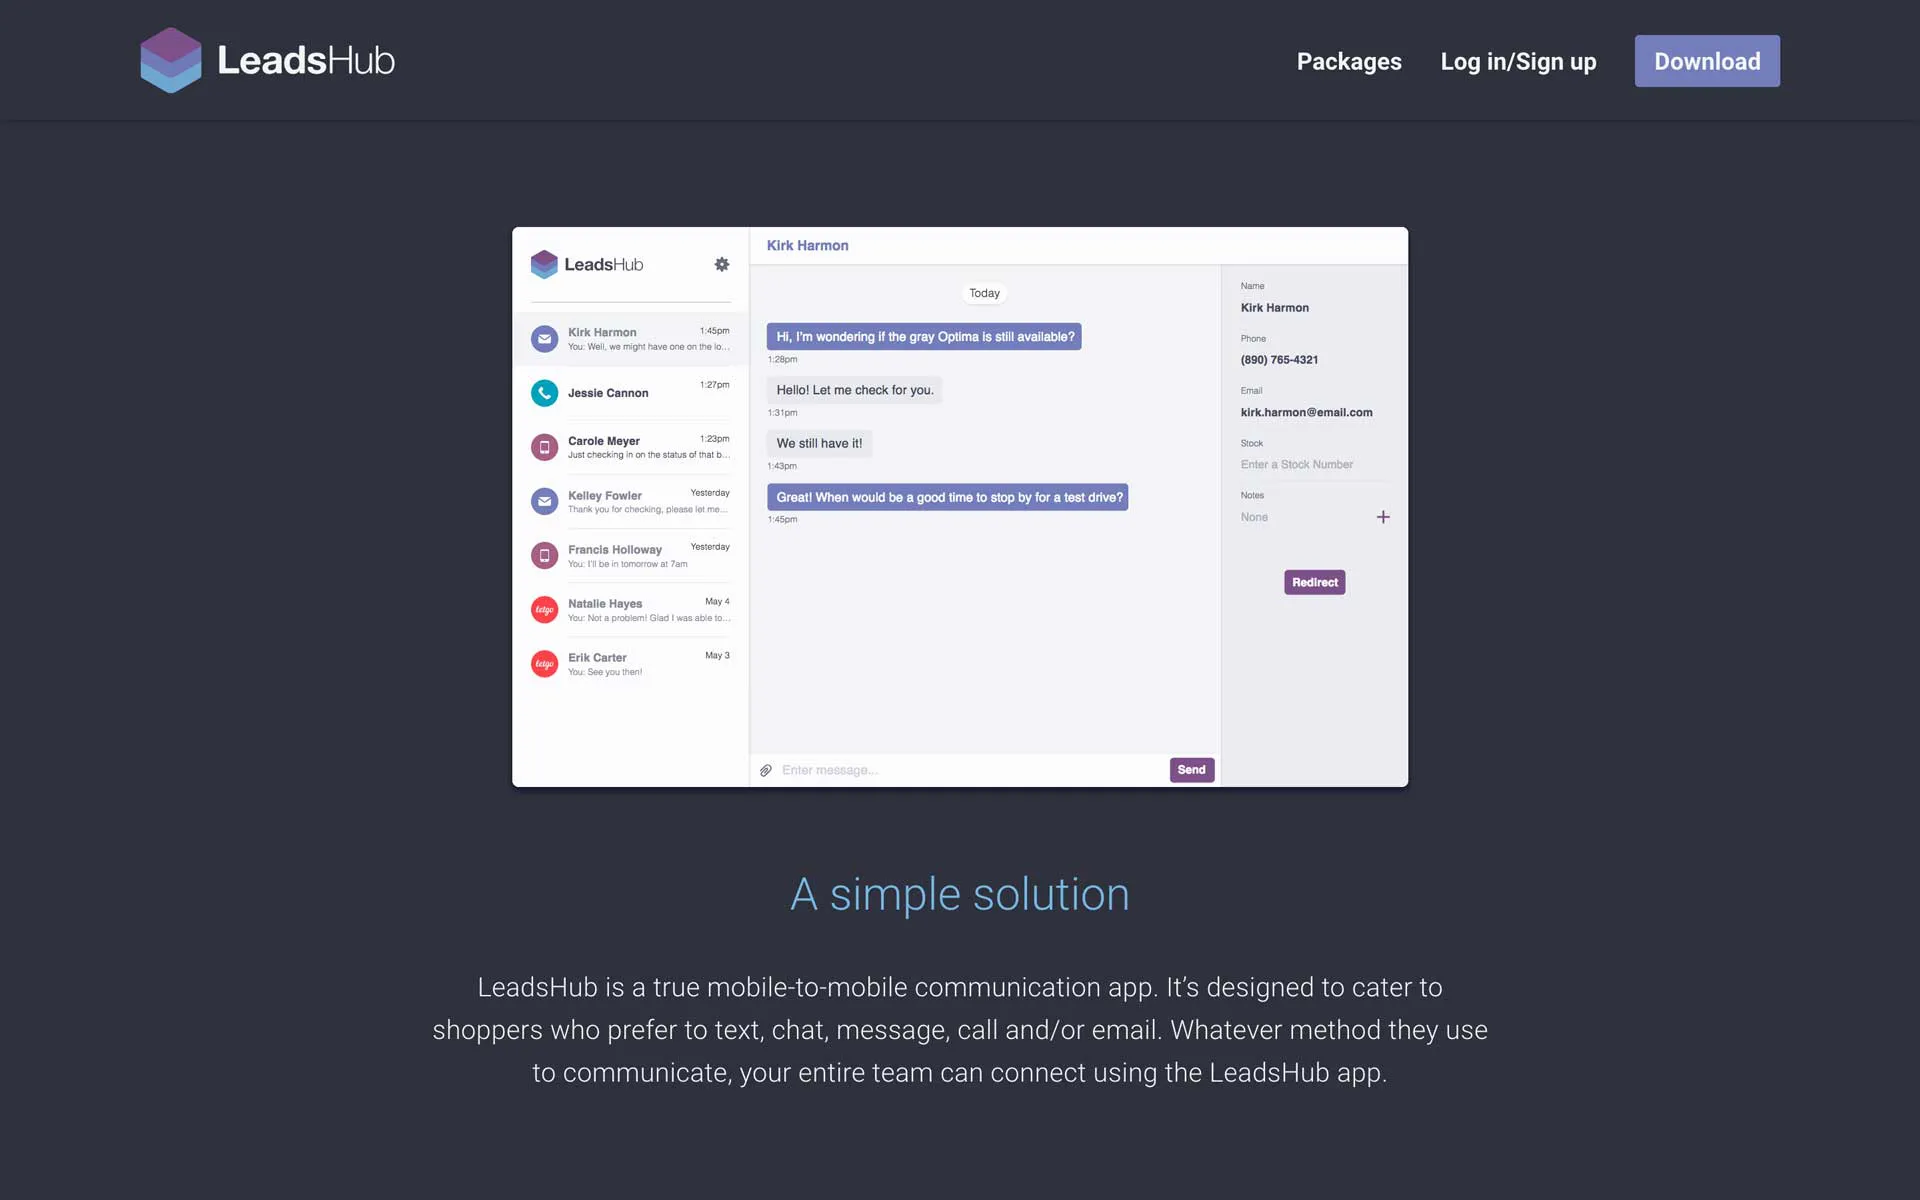 LeadsHub
Packages
Log in/Sign up
Download
LeadsHub
Kirk Harmon
1:45pm
You: Well, we might have one on the lo...
Jessie Cannon
1:27pm
Carole Meyer
1:23pm
Just checking in on the status of that b...
Kelley Fowler
Yesterday
Thank you for checking, please let me...
Francis Holloway
Yesterday
You: I'll be in tomorrow at 7am
letgo
Natalie Hayes
May 4
You: Not a problem! Glad I was able to...
letgo
Erik Carter
May 3
You: See you then!
Kirk Harmon
Today
Hi, I'm wondering if the gray Optima is still available?
1:28pm
Hello! Let me check for you.
1:31pm
We still have it!
1:43pm
Great! When would be a good time to stop by for a test drive?
1:45pm
Enter message...
Send
Name
Kirk Harmon
Phone
(890) 765-4321
Email
kirk.harmon@email.com
Stock
Enter a Stock Number
Notes
None
Redirect
A simple solution
LeadsHub is a true mobile-to-mobile communication app. It’s designed to cater to
shoppers who prefer to text, chat, message, call and/or email. Whatever method they use
to communicate, your entire team can connect using the LeadsHub app.